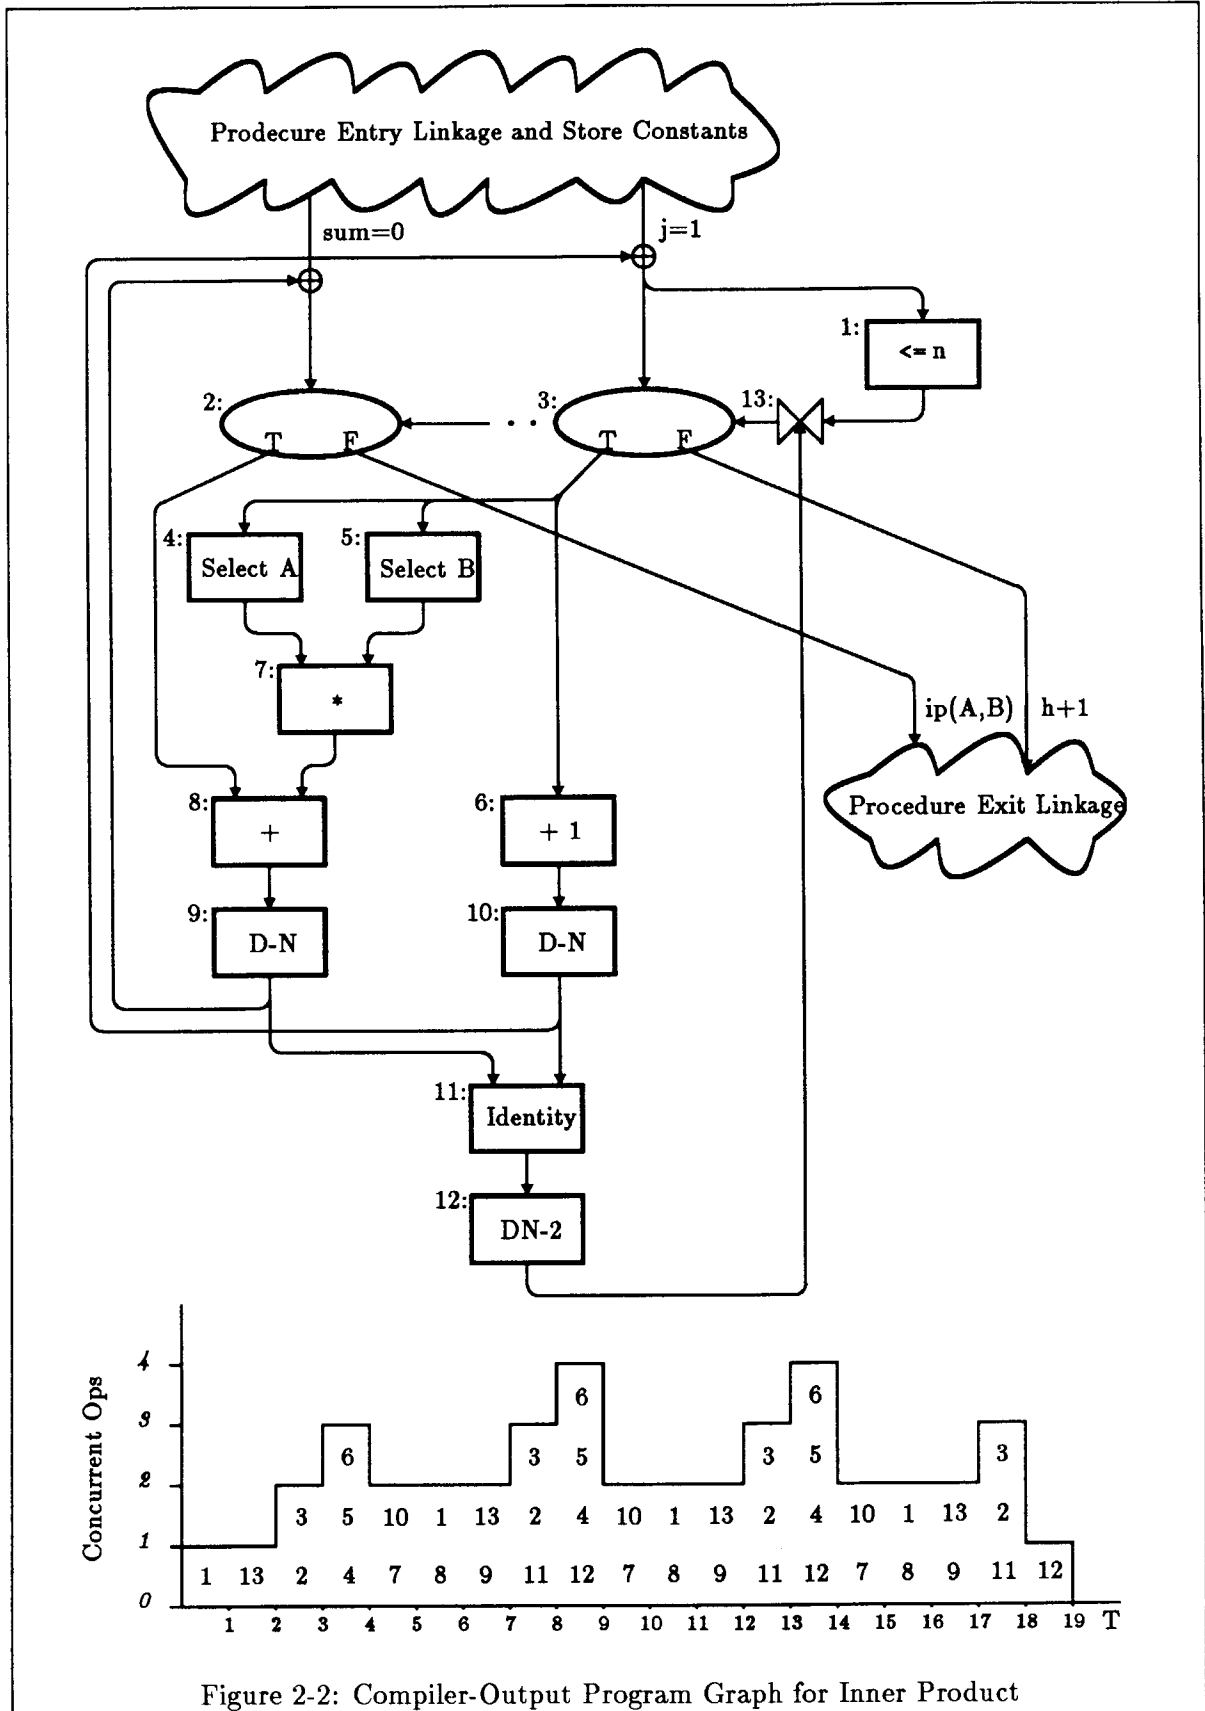 Prodecure Entry Linkage and Store Constants
sum=0
j=1
1:
<= n
2:
T F
. .
3:
T F
13:
4:
Select A
5:
Select B
7:
*
ip(A,B)
h+1
Procedure Exit Linkage
8:
+
6:
+ 1
9:
D-N
10:
D-N
11:
Identity
12:
DN-2
Concurrent Ops
4
3
2
1
0
6 6
6 3 5 3 5 3
3 5 10 1 13 2 4 10 1 13 2 4 10 1 13 2
1 13 2 4 7 8 9 11 12 7 8 9 11 12 7 8 9 11 12
1 2 3 4 5 6 7 8 9 10 11 12 13 14 15 16 17 18 19 T
Figure 2-2: Compiler-Output Program Graph for Inner Product